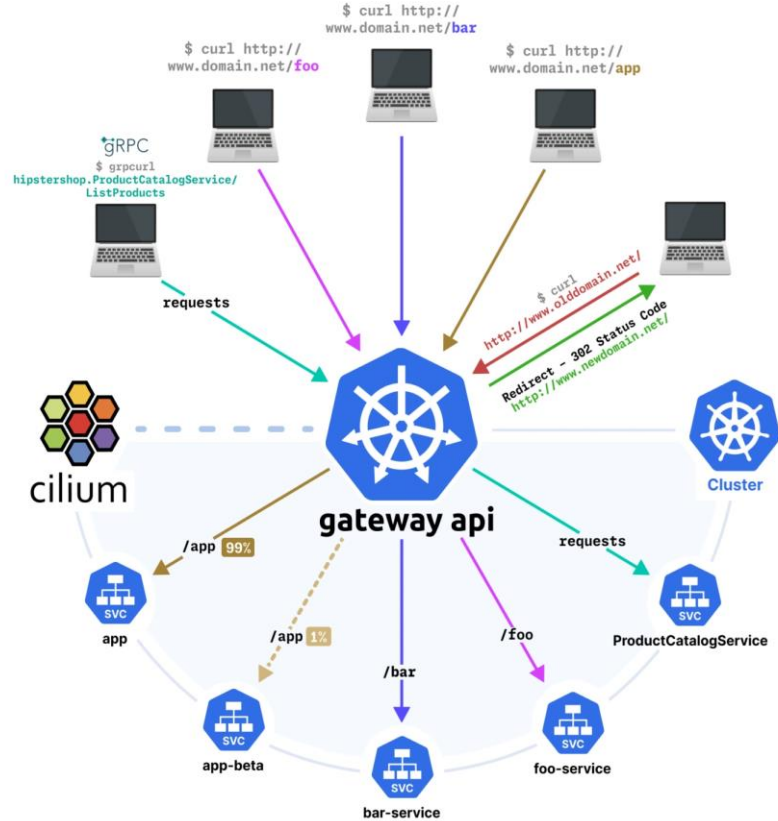 $ curl http://
www.domain.net/bar
$ curl http://
www.domain.net/foo
$ curl http://
www.domain.net/app
gRPC
$ grpcurl
hipstershop.ProductCatalogService/
ListProducts
requests
$ curl
http://www.olddomain.net/
Redirect - 302 Status Code
http://www.newdomain.net/
cilium
gateway api
Cluster
/app 99%
requests
SVC
app
/app 1%
/foo
SVC
ProductCatalogService
/bar
SVC
app-beta
SVC
foo-service
SVC
bar-service